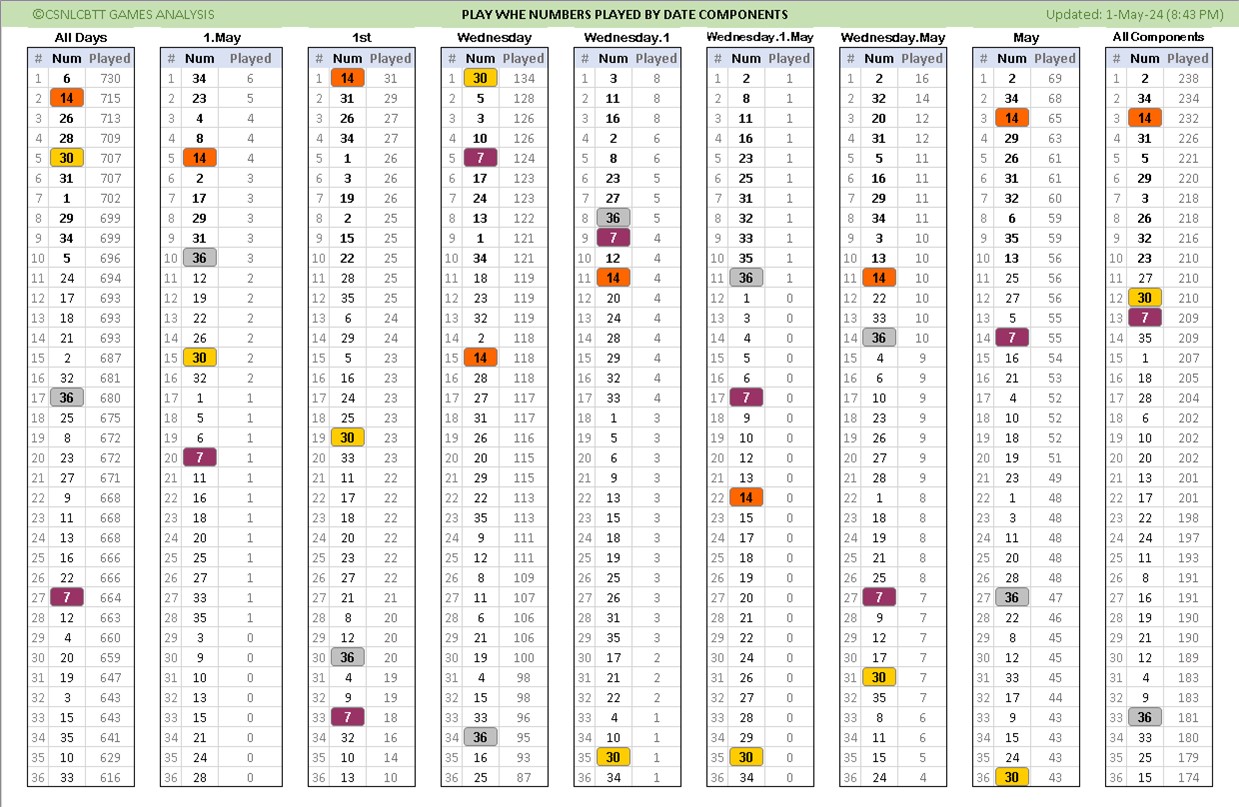 ©CSNLCBTT GAMES ANALYSIS PLAY WHE NUMBERS PLAYED BY DATE COMPONENTS Updated: 1-May-24 (8:43 PM)
All Days 1.May 1st Wednesday Wednesday.1 Wednesday.1.May Wednesday.May May All Components
# Num Played # Num Played # Num Played # Num Played # Num Played # Num Played # Num Played # Num Played # Num Played
1 6 730 1 34 6 1 14 31 1 30 134 1 3 8 1 2 1 1 2 16 1 2 69 1 2 238
2 14 715 2 23 5 2 31 29 2 5 128 2 11 8 2 8 1 2 32 14 2 34 68 2 34 234
3 26 713 3 4 4 3 26 27 3 3 126 3 16 8 3 11 1 3 20 12 3 14 65 3 14 232
4 28 709 4 8 4 4 34 27 4 10 126 4 2 6 4 16 1 4 31 12 4 29 63 4 31 226
5 30 707 5 14 4 5 1 26 5 7 124 5 8 6 5 23 1 5 5 11 5 26 61 5 5 221
6 31 707 6 2 3 6 3 26 6 17 123 6 23 5 6 25 1 6 16 11 6 31 61 6 29 220
7 1 702 7 17 3 7 19 26 7 24 123 7 27 5 7 31 1 7 29 11 7 32 60 7 3 218
8 29 699 8 29 3 8 2 25 8 13 122 8 36 5 8 32 1 8 34 11 8 6 59 8 26 218
9 34 699 9 31 3 9 15 25 9 1 121 9 7 4 9 33 1 9 3 10 9 35 59 9 32 216
10 5 696 10 36 3 10 22 25 10 34 121 10 12 4 10 35 1 10 13 10 10 13 56 10 23 210
11 24 694 11 12 2 11 28 25 11 18 119 11 14 4 11 36 1 11 14 10 11 25 56 11 27 210
12 17 693 12 19 2 12 35 25 12 23 119 12 20 4 12 1 0 12 22 10 12 27 56 12 30 210
13 18 693 13 22 2 13 6 24 13 32 119 13 24 4 13 3 0 13 33 10 13 5 55 13 7 209
14 21 693 14 26 2 14 29 24 14 2 118 14 28 4 14 4 0 14 36 10 14 7 55 14 35 209
15 2 687 15 30 2 15 5 23 15 14 118 15 29 4 15 5 0 15 4 9 15 16 54 15 1 207
16 32 681 16 32 2 16 16 23 16 28 118 16 32 4 16 6 0 16 6 9 16 21 53 16 18 205
17 36 680 17 1 1 17 24 23 17 27 117 17 33 4 17 7 0 17 10 9 17 4 52 17 28 204
18 25 675 18 5 1 18 25 23 18 31 117 18 1 3 18 9 0 18 23 9 18 10 52 18 6 202
19 8 672 19 6 1 19 30 23 19 26 116 19 5 3 19 10 0 19 26 9 19 18 52 19 10 202
20 23 672 20 7 1 20 33 23 20 20 115 20 6 3 20 12 0 20 27 9 20 19 51 20 20 202
21 27 671 21 11 1 21 11 22 21 29 115 21 9 3 21 13 0 21 28 9 21 23 49 21 13 201
22 9 668 22 16 1 22 17 22 22 22 113 22 13 3 22 14 0 22 1 8 22 1 48 22 17 201
23 11 668 23 18 1 23 18 22 23 35 113 23 15 3 23 15 0 23 18 8 23 3 48 23 22 198
24 13 668 24 20 1 24 20 22 24 9 111 24 18 3 24 17 0 24 19 8 24 11 48 24 24 197
25 16 666 25 25 1 25 23 22 25 12 111 25 19 3 25 18 0 25 21 8 25 20 48 25 11 193
26 22 666 26 27 1 26 27 22 26 8 109 26 25 3 26 19 0 26 25 8 26 28 48 26 8 191
27 7 664 27 33 1 27 21 21 27 11 107 27 26 3 27 20 0 27 7 7 27 36 47 27 16 191
28 12 663 28 35 1 28 8 20 28 6 106 28 31 3 28 21 0 28 9 7 28 22 46 28 19 190
29 4 660 29 3 0 29 12 20 29 21 106 29 35 3 29 22 0 29 12 7 29 8 45 29 21 190
30 20 659 30 9 0 30 36 20 30 19 100 30 17 2 30 24 0 30 17 7 30 12 45 30 12 189
31 19 647 31 10 0 31 4 19 31 4 98 31 21 2 31 26 0 31 30 7 31 33 45 31 4 183
32 3 643 32 13 0 32 9 19 32 15 98 32 22 2 32 27 0 32 35 7 32 17 44 32 9 183
33 15 643 33 15 0 33 7 18 33 33 96 33 4 1 33 28 0 33 8 6 33 9 43 33 36 181
34 35 641 34 21 0 34 32 16 34 36 95 34 10 1 34 29 0 34 11 6 34 15 43 34 33 180
35 10 629 35 24 0 35 10 14 35 16 93 35 30 1 35 30 0 35 15 5 35 24 43 35 25 179
36 33 616 36 28 0 36 13 10 36 25 87 36 34 1 36 34 0 36 24 4 36 30 43 36 15 174